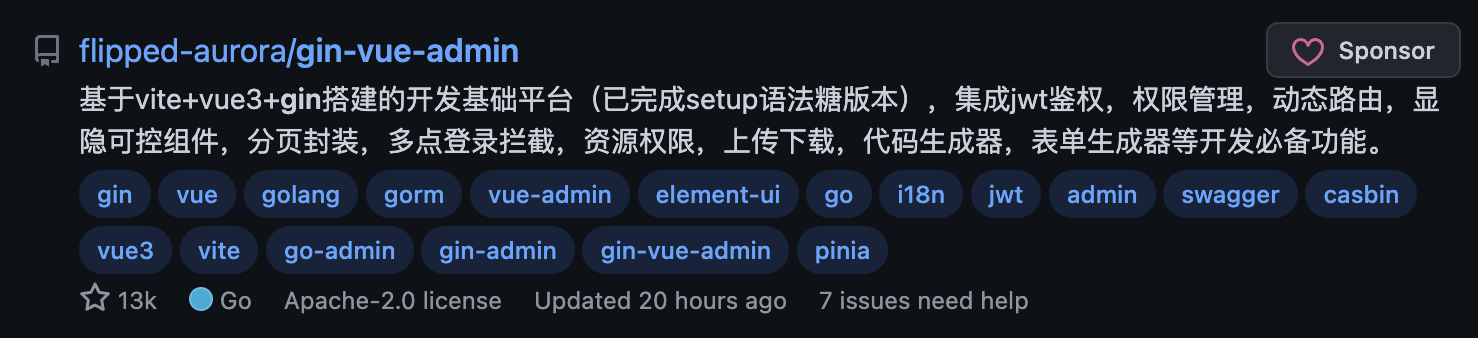 flipped-aurora/gin-vue-admin
Sponsor
基于vite+vue3+gin搭建的开发基础平台（已完成setup语法糖版本），集成jwt鉴权，权限管理，动态路由，显
隐可控组件，分页封装，多点登录拦截，资源权限，上传下载，代码生成器，表单生成器等开发必备功能。
gin vue golang gorm vue-admin element-ui go i18n jwt admin swagger casbin
vue3 vite go-admin gin-admin gin-vue-admin pinia
13k Go Apache-2.0 license Updated 20 hours ago 7 issues need help